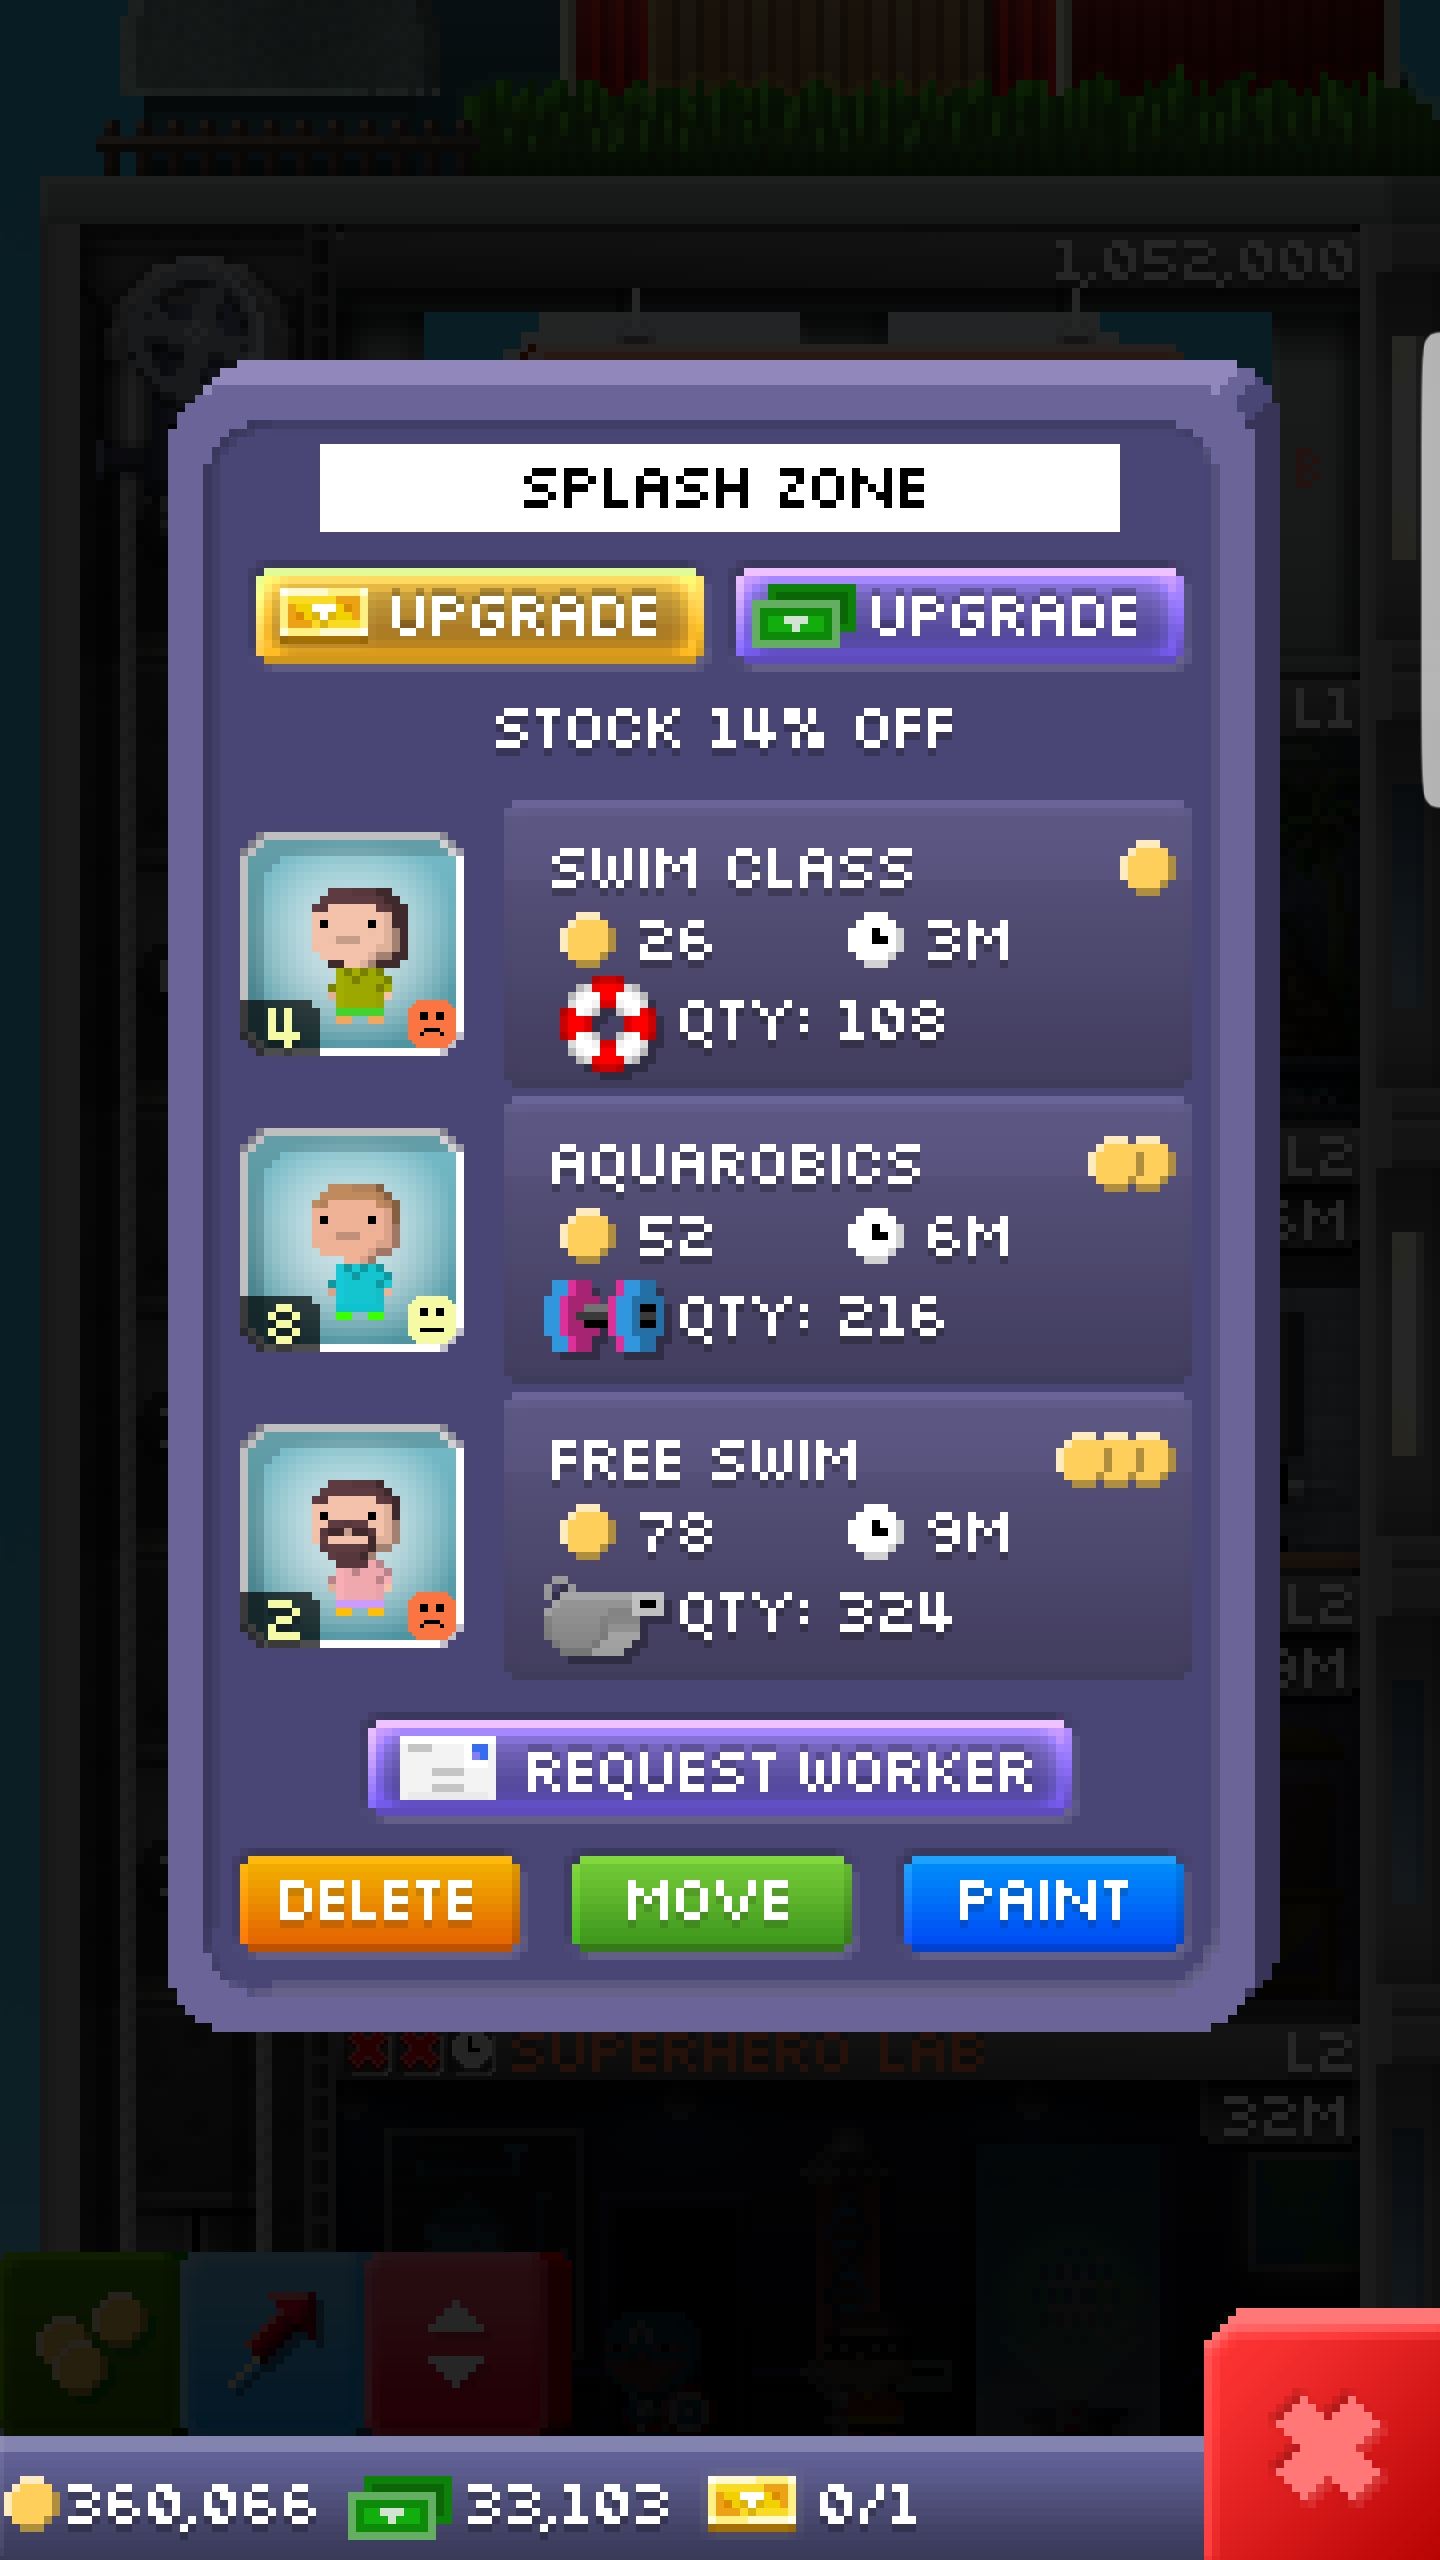 1,052,000
SPLASH ZONE
UPGRADE UPGRADE
STOCK 14% OFF
L1
SWIM CLASS
26 3M
4
QTY: 108
AQUAROBICS
L2
52 6M
8
QTY: 216
FREE SWIM
78 9M
L2
2
QTY: 324
9M
REQUEST WORKER
DELETE MOVE PAINT
SUPERHERO LAB L2
32M
360,066 33,103 0/1